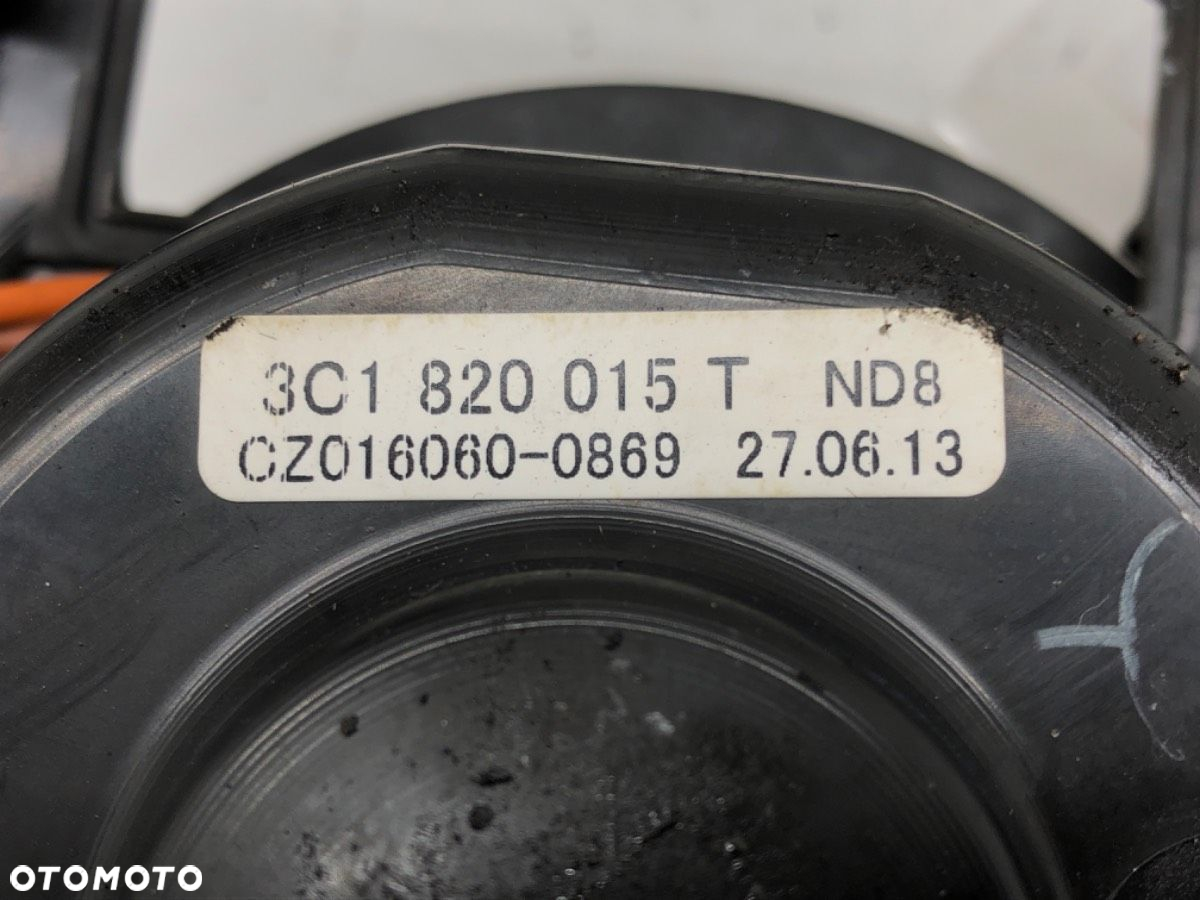 3C1 820 015 T ND8
CZ016060-0869 27.06.13
OTOMOTO